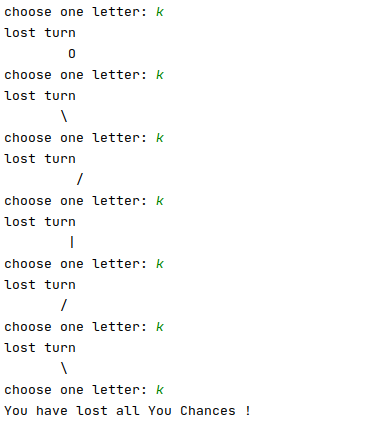 choose one letter: k
lost turn
        O
choose one letter: k
lost turn
       \
choose one letter: k
lost turn
         /
choose one letter: k
lost turn
        |
choose one letter: k
lost turn
       /
choose one letter: k
lost turn
       \
choose one letter: k
You have lost all You Chances !